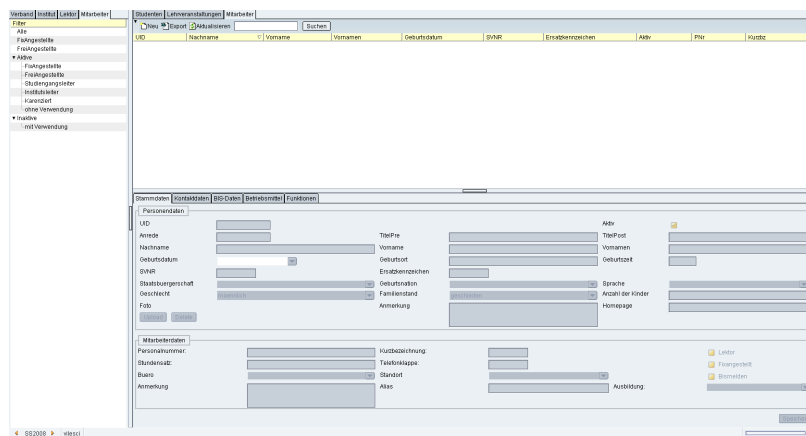 Verband Institut Lektor Mitarbeiter
Filter
Alle
FixAngestellte
FreiAngestellte
Aktive
FixAngestellte
FreiAngestellte
Studiengangsleiter
Institutsleiter
Karenziert
ohne Verwendung
Inaktive
mit Verwendung
Studenten Lehrveranstaltungen Mitarbeiter
Neu Export Aktualisieren Suchen
UID Nachname Vorname Vornamen Geburtsdatum SVNR Ersatzkennzeichen Aktiv PNr Kurzbz
Stammdaten Kontaktdaten BIS-Daten Betriebsmittel Funktionen
Personendaten
UID Aktiv
Anrede TitelPre TitelPost
Nachname Vorname Vornamen
Geburtsdatum Geburtsort Geburtszeit
SVNR Ersatzkennzeichen
Staatsbuergerschaft Geburtsnation Sprache
Geschlecht maennlich Familienstand geschieden Anzahl der Kinder
Foto Anmerkung Homepage
Upload Delete
Mitarbeiterdaten
Personalnummer: Kurzbezeichnung: Lektor
Stundensatz: Telefonklappe: Fixangestellt
Buero Standort Bismelden
Anmerkung Alias Ausbildung:
SS2008 vilesci